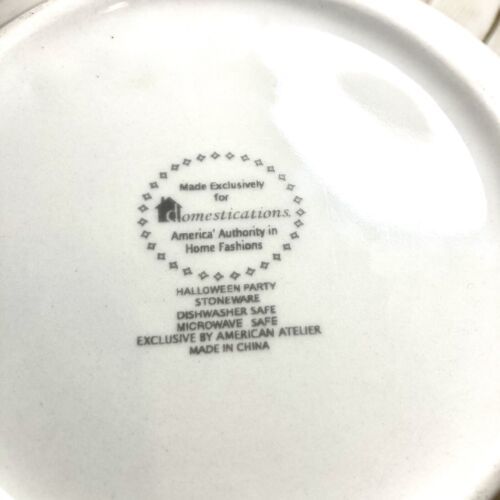 Made Exclusively
for
domestications.
America' Authority in
Home Fashions
HALLOWEEN PARTY
STONEWARE
DISHWASHER SAFE
MICROWAVE SAFE
EXCLUSIVE BY AMERICAN ATELIER
MADE IN CHINA